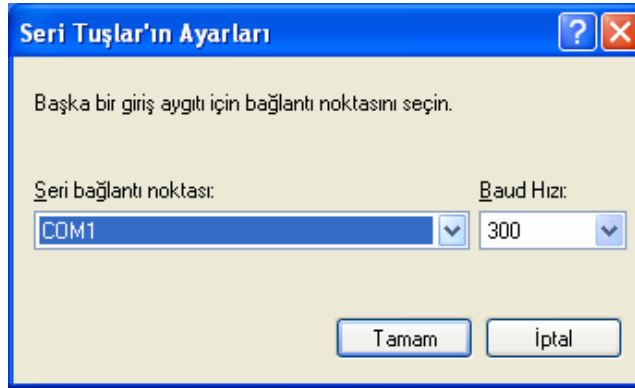 Seri Tuşlar'ın Ayarları
Başka bir giriş aygıtı için bağlantı noktasını seçin.
Seri bağlantı noktası: Baud Hızı:
COM1 300
Tamam İptal